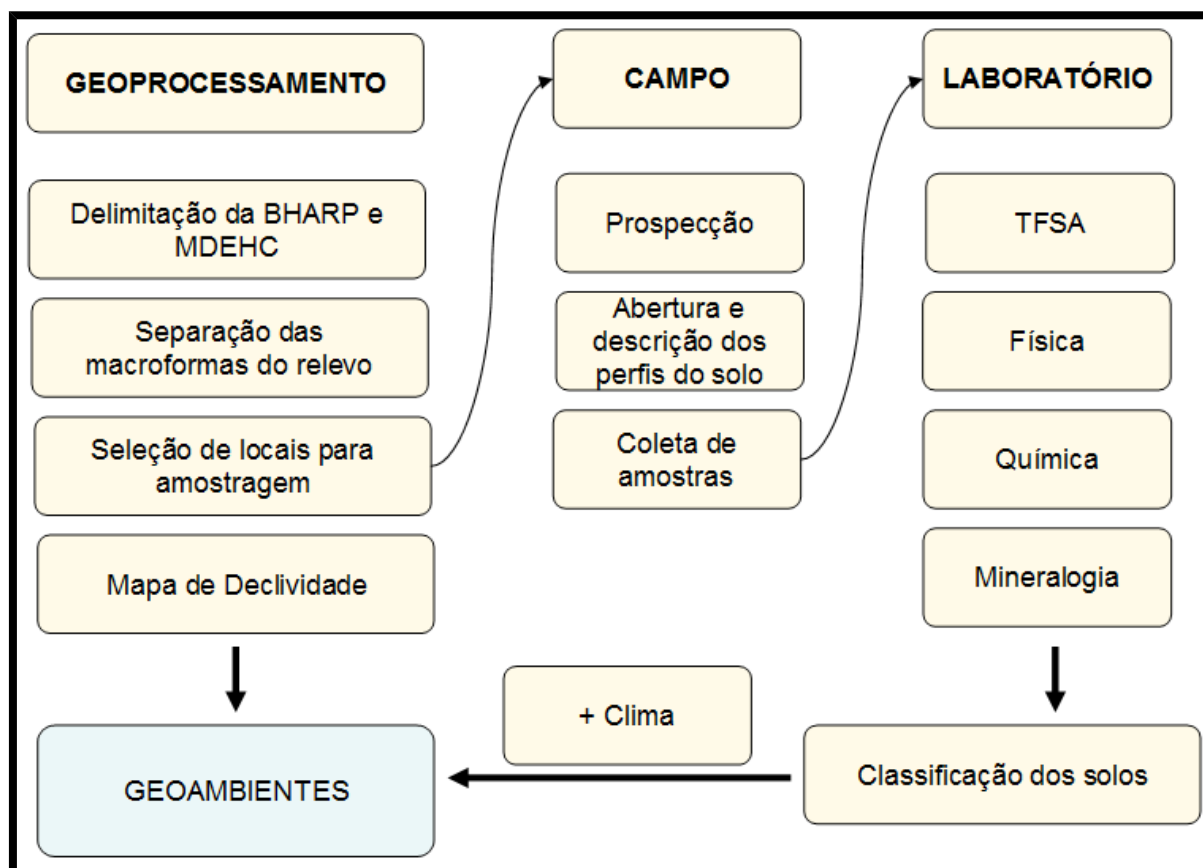 GEOPROCESSAMENTO
Delimitação da BHARP e
MDEHC
Separação das
macroformas do relevo
Seleção de locais para
amostragem
Mapa de Declividade
GEOAMBIENTES
CAMPO
Prospecção
Abertura e
descrição dos
perfis do solo
Coleta de
amostras
+ Clima
LABORATÓRIO
TFSA
Física
Química
Mineralogia
Classificação dos solos